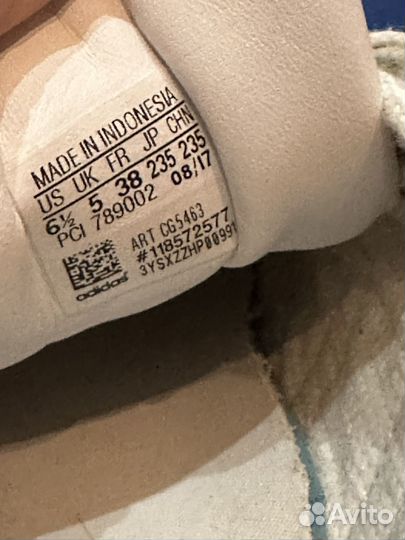 MADE IN INDONESIA
US UK FR JP CHN
6½ 5 38 235 235
PCI 789002 08/17
ART CG5463
#118572577
3YSXZZHP00991
adidas
Avito